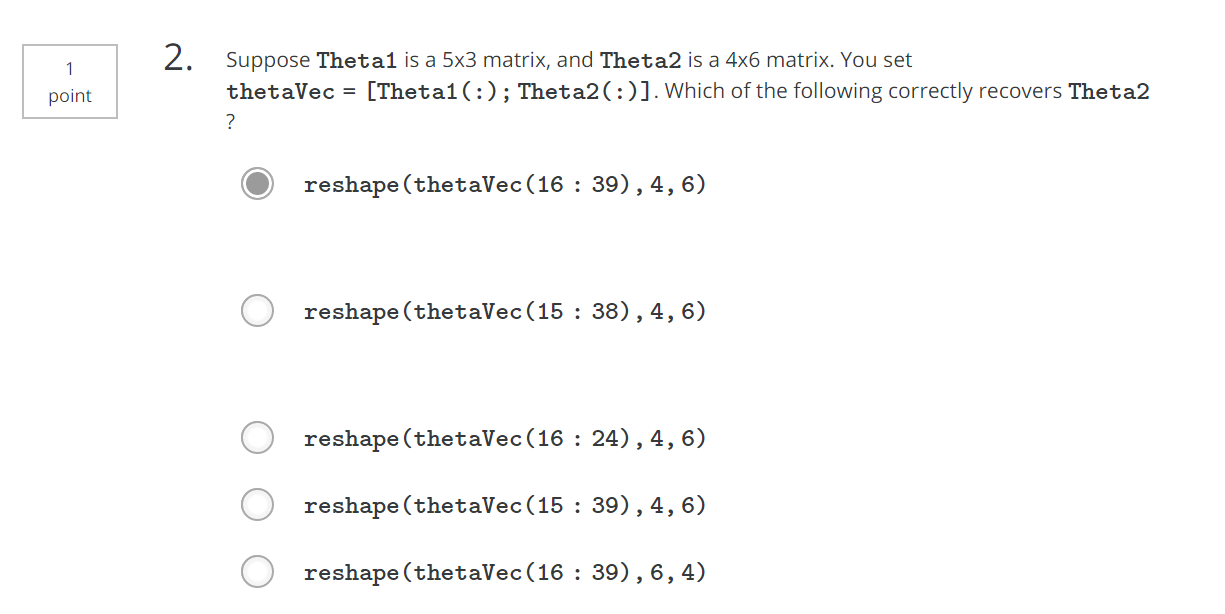 1
point
2.
Suppose Theta1 is a 5x3 matrix, and Theta2 is a 4x6 matrix. You set
thetaVec = [Theta1(:); Theta2(:)]. Which of the following correctly recovers Theta2
?
reshape(thetaVec(16 : 39), 4, 6)
reshape(thetaVec(15 : 38), 4, 6)
reshape(thetaVec(16 : 24), 4, 6)
reshape(thetaVec(15 : 39), 4, 6)
reshape(thetaVec(16 : 39), 6, 4)